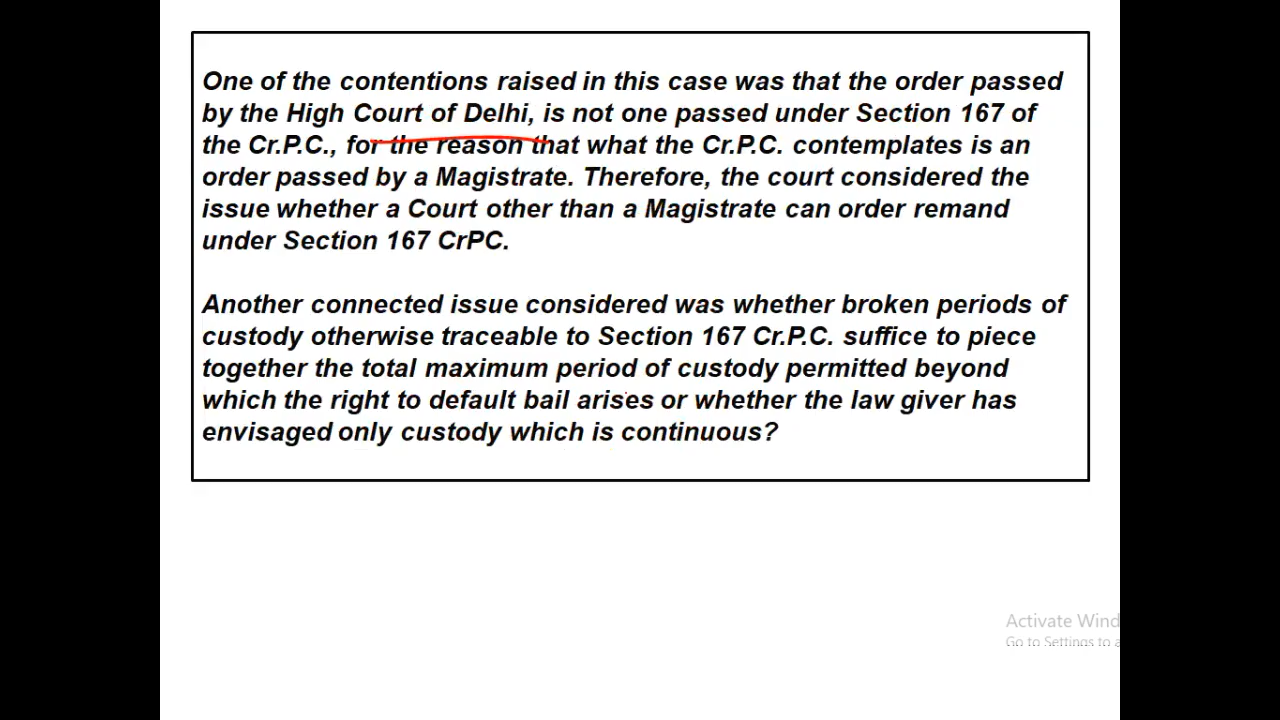 One of the contentions raised in this case was that the order passed
by the High Court of Delhi, is not one passed under Section 167 of
the Cr.P.C., for the reason that what the Cr.P.C. contemplates is an
order passed by a Magistrate. Therefore, the court considered the
issue whether a Court other than a Magistrate can order remand
under Section 167 CrPC.
Another connected issue considered was whether broken periods of
custody otherwise traceable to Section 167 Cr.P.C. suffice to piece
together the total maximum period of custody permitted beyond
which the right to default bail arises or whether the law giver has
envisaged only custody which is continuous?
Activate Wind
Go to Settings to a